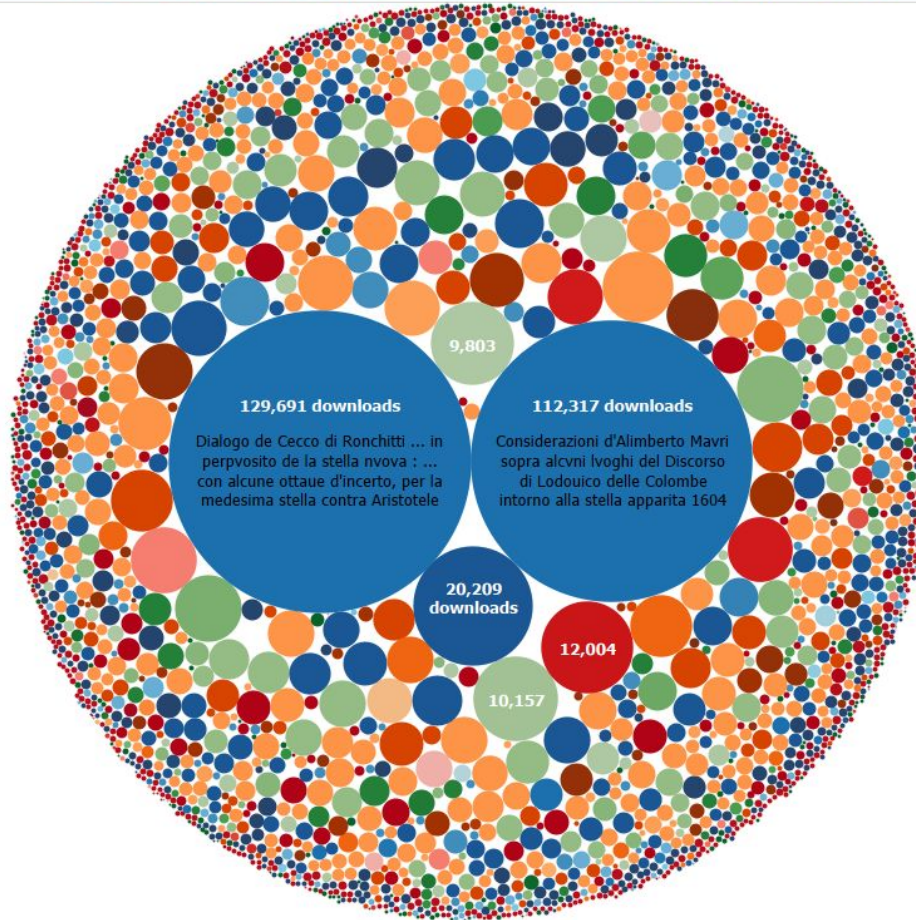 9,803
129,691 downloads
Dialogo de Cecco di Ronchitti ... in
perpvosito de la stella nvova : ...
con alcune ottaue d'incerto, per la
medesima stella contra Aristotele
112,317 downloads
Considerazioni d'Alimberto Mavri
sopra alcvni lvoghi del Discorso
di Lodouico delle Colombe
intorno alla stella apparita 1604
20,209
downloads
12,004
10,157